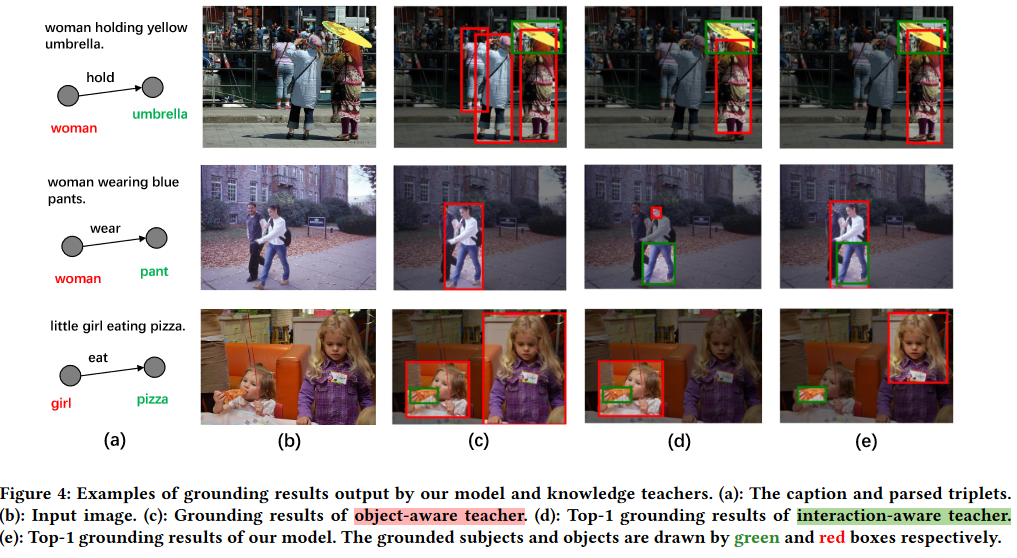 woman holding yellow
umbrella.
hold
woman
umbrella
woman wearing blue
pants.
wear
woman
pant
little girl eating pizza.
eat
girl
pizza
(a)
(b)
(c)
(d)
(e)
Figure 4: Examples of grounding results output by our model and knowledge teachers. (a): The caption and parsed triplets.
(b): Input image. (c): Grounding results of object-aware teacher. (d): Top-1 grounding results of interaction-aware teacher.
(e): Top-1 grounding results of our model. The grounded subjects and objects are drawn by green and red boxes respectively.